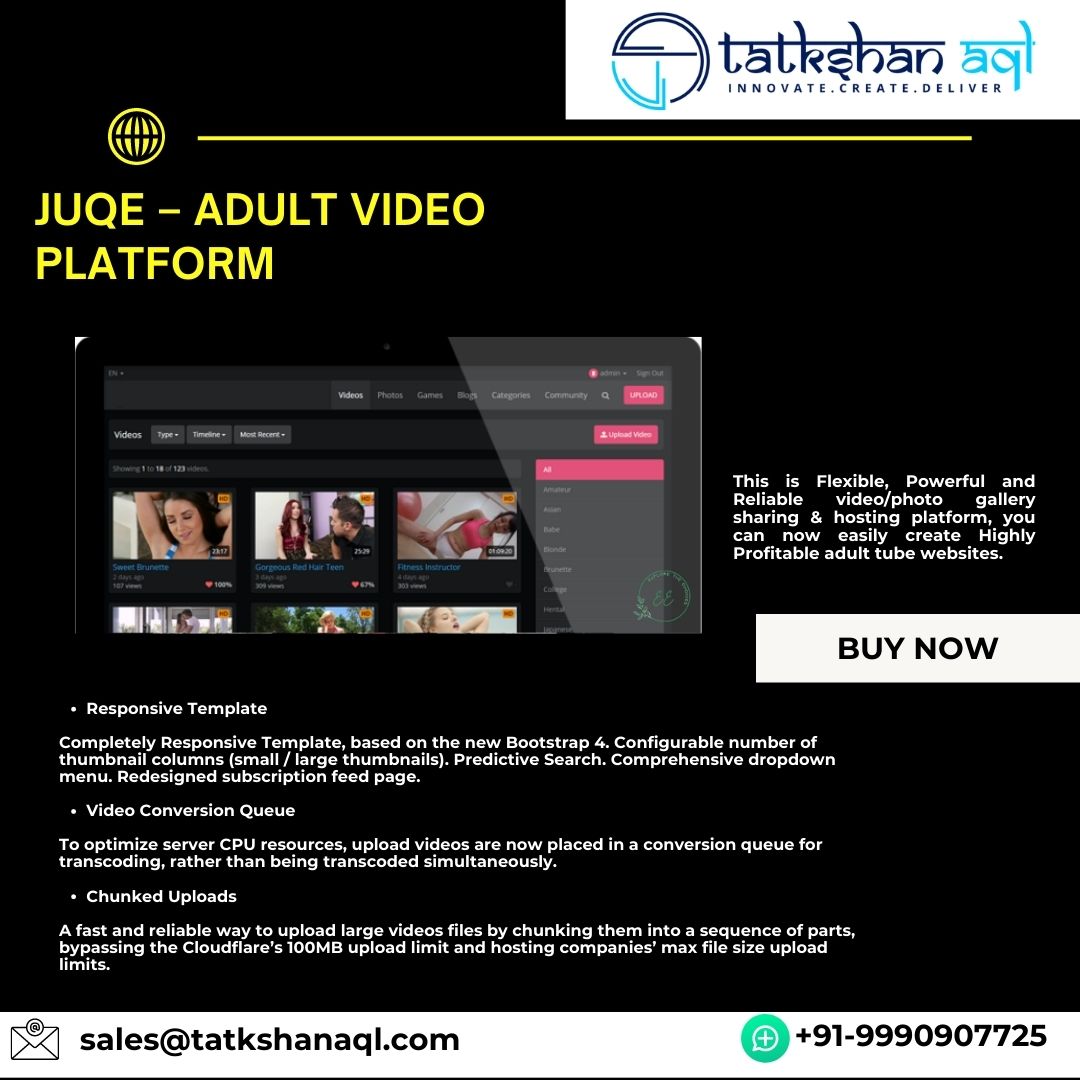 tatkshan aql
INNOVATE.CREATE.DELIVER
JUQE – ADULT VIDEO
PLATFORM
EN
admin Sign Out
Videos Photos Games Blogs Categories Community UPLOAD
Videos Type Timeline Most Recent Upload Video
Showing 1 to 18 of 123 videos.
All
Amateur
Asian
Babe
Blonde
Brunette
College
Hentai
Japanese
HD HD HD
23:17 25:29 01:09:20
Sweet Brunette Gorgeous Red Hair Teen Fitness Instructor
2 days ago 3 days ago 4 days ago
107 views 100% 309 views 67% 303 views
HD HD HD
EE
This is Flexible, Powerful and
Reliable video/photo gallery
sharing & hosting platform, you
can now easily create Highly
Profitable adult tube websites.
BUY NOW
• Responsive Template
Completely Responsive Template, based on the new Bootstrap 4. Configurable number of
thumbnail columns (small / large thumbnails). Predictive Search. Comprehensive dropdown
menu. Redesigned subscription feed page.
• Video Conversion Queue
To optimize server CPU resources, upload videos are now placed in a conversion queue for
transcoding, rather than being transcoded simultaneously.
• Chunked Uploads
A fast and reliable way to upload large videos files by chunking them into a sequence of parts,
bypassing the Cloudflare’s 100MB upload limit and hosting companies’ max file size upload
limits.
@ sales@tatkshanaql.com +91-9990907725